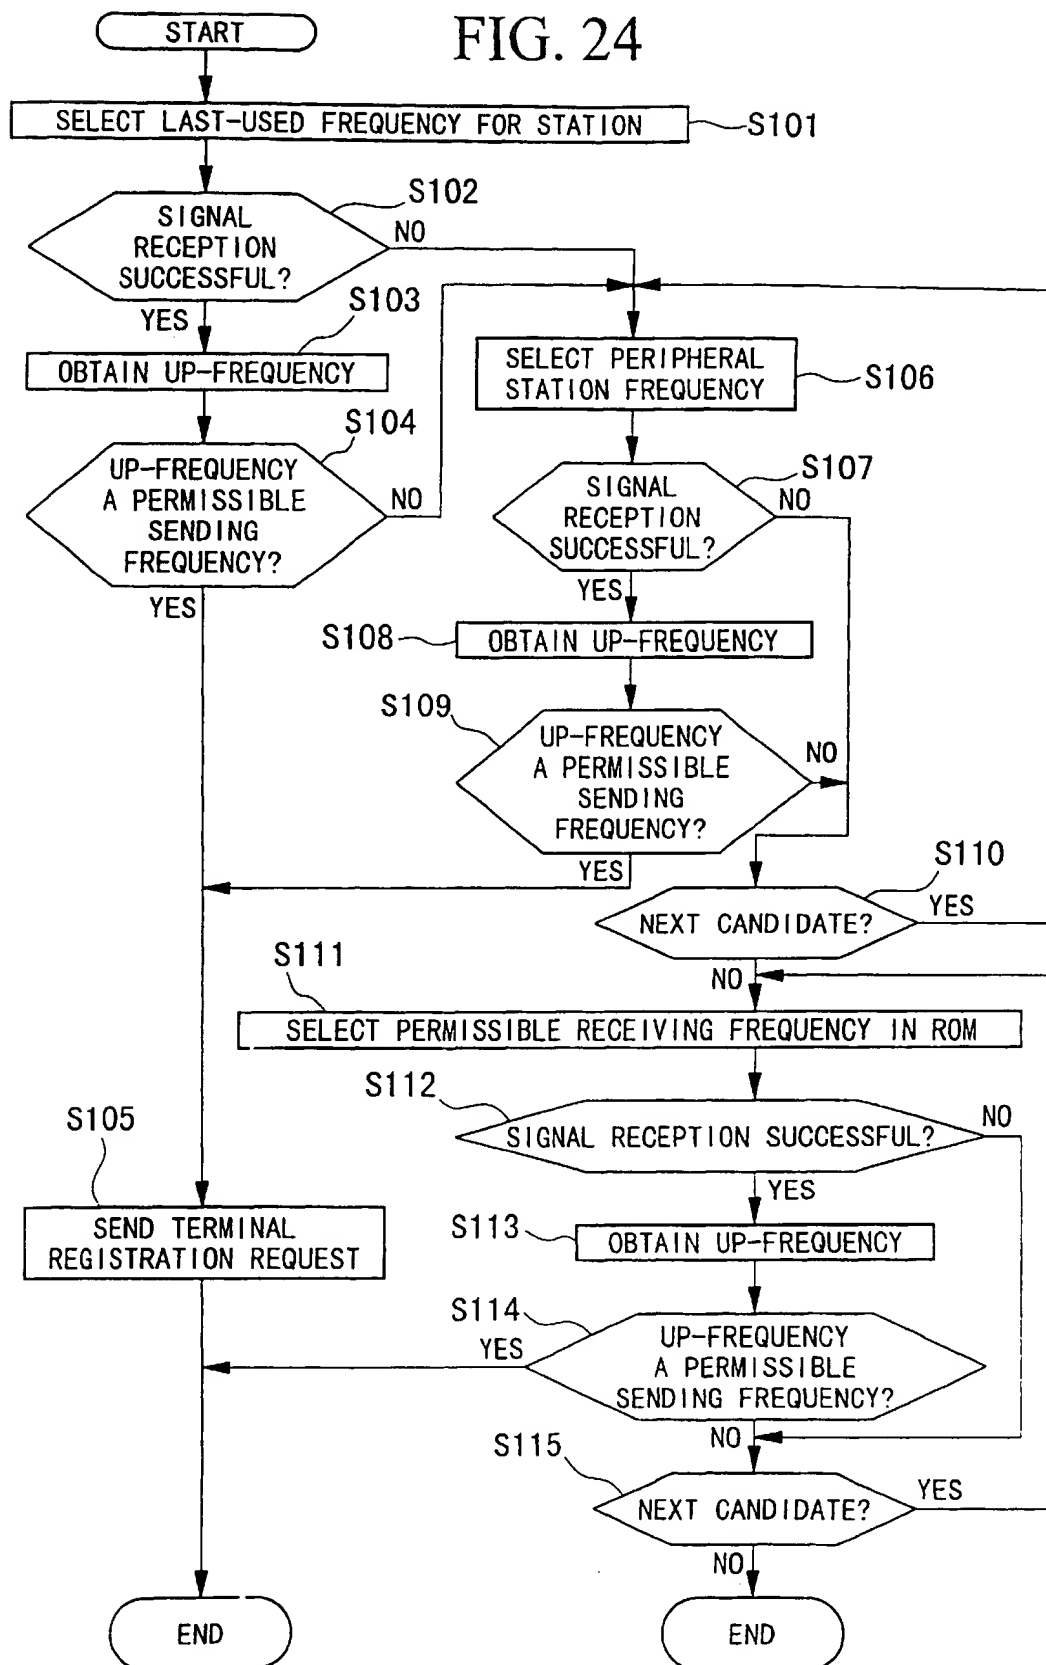 START
FIG. 24
SELECT LAST-USED FREQUENCY FOR STATION
S101
S102
SIGNAL
RECEPTION
SUCCESSFUL?
NO
YES
S103
OBTAIN UP-FREQUENCY
S104
UP-FREQUENCY
A PERMISSIBLE
SENDING
FREQUENCY?
NO
YES
SELECT PERIPHERAL
STATION FREQUENCY
S106
S107
SIGNAL
RECEPTION
SUCCESSFUL?
NO
YES
S108
OBTAIN UP-FREQUENCY
S109
UP-FREQUENCY
A PERMISSIBLE
SENDING
FREQUENCY?
NO
YES
S110
NEXT CANDIDATE?
YES
NO
S111
SELECT PERMISSIBLE RECEIVING FREQUENCY IN ROM
S112
SIGNAL RECEPTION SUCCESSFUL?
NO
YES
S105
SEND TERMINAL
REGISTRATION REQUEST
S113
OBTAIN UP-FREQUENCY
S114
YES
UP-FREQUENCY
A PERMISSIBLE
SENDING FREQUENCY?
NO
S115
NEXT CANDIDATE?
YES
NO
END
END